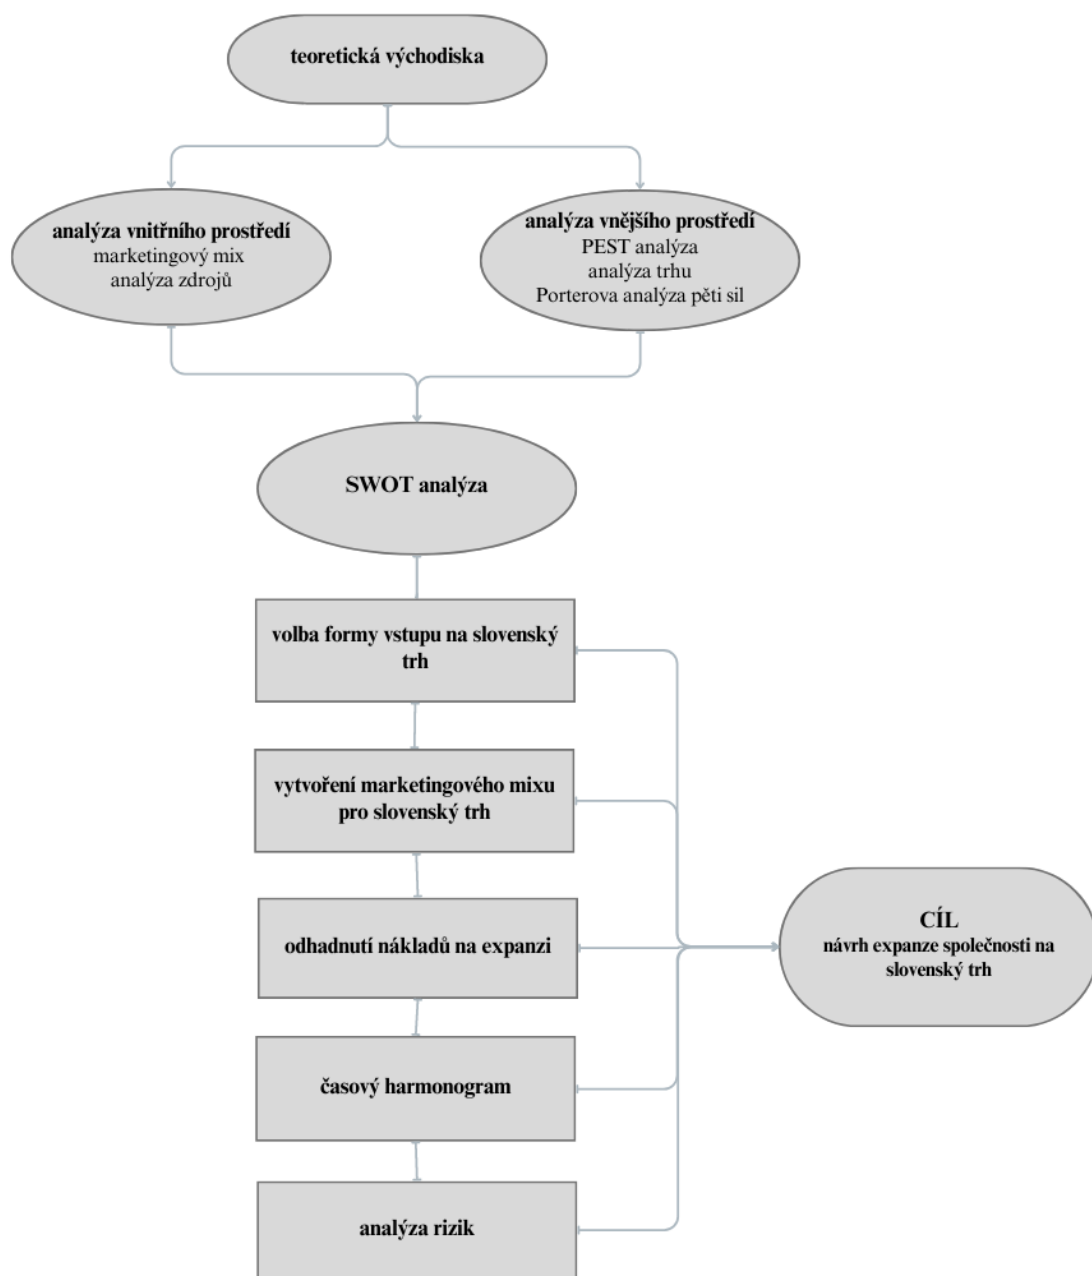 teoretická východiska
analýza vnitřního prostředí
marketingový mix
analýza zdrojů
analýza vnějšího prostředí
PEST analýza
analýza trhu
Porterova analýza pěti sil
SWOT analýza
volba formy vstupu na slovenský
trh
vytvoření marketingového mixu
pro slovenský trh
odhadnutí nákladů na expanzi
časový harmonogram
analýza rizik
CÍL
návrh expanze společnosti na
slovenský trh